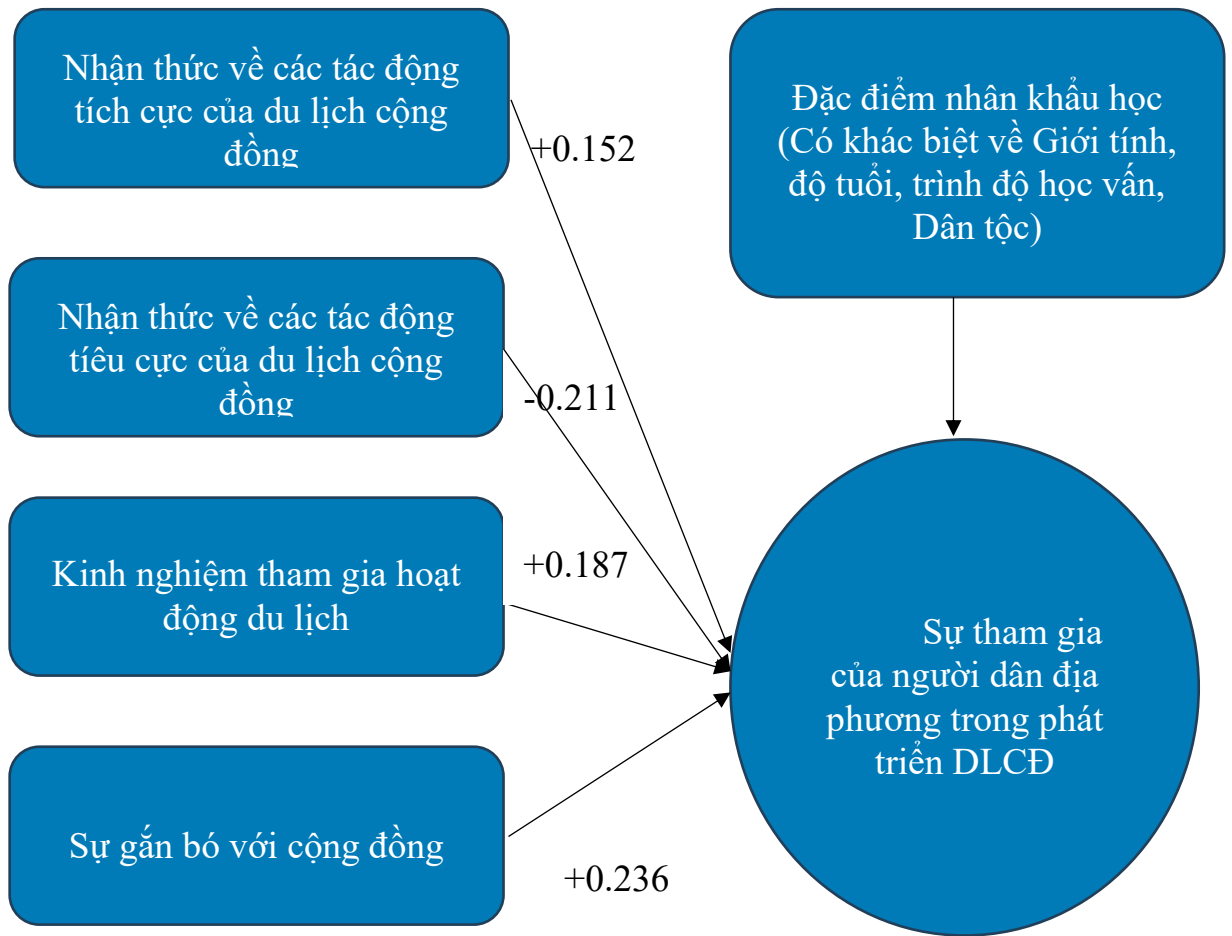 Nhận thức về các tác động
tích cực của du lịch cộng
đồng
+0.152
Đặc điểm nhân khẩu học
(Có khác biệt về Giới tính,
độ tuổi, trình độ học vấn,
Dân tộc)
Nhận thức về các tác động
tíêu cực của du lịch cộng
đồng
-0.211
Kinh nghiệm tham gia hoạt
động du lịch
+0.187
Sự tham gia
của người dân địa
phương trong phát
triển DLCĐ
Sự gắn bó với cộng đồng
+0.236